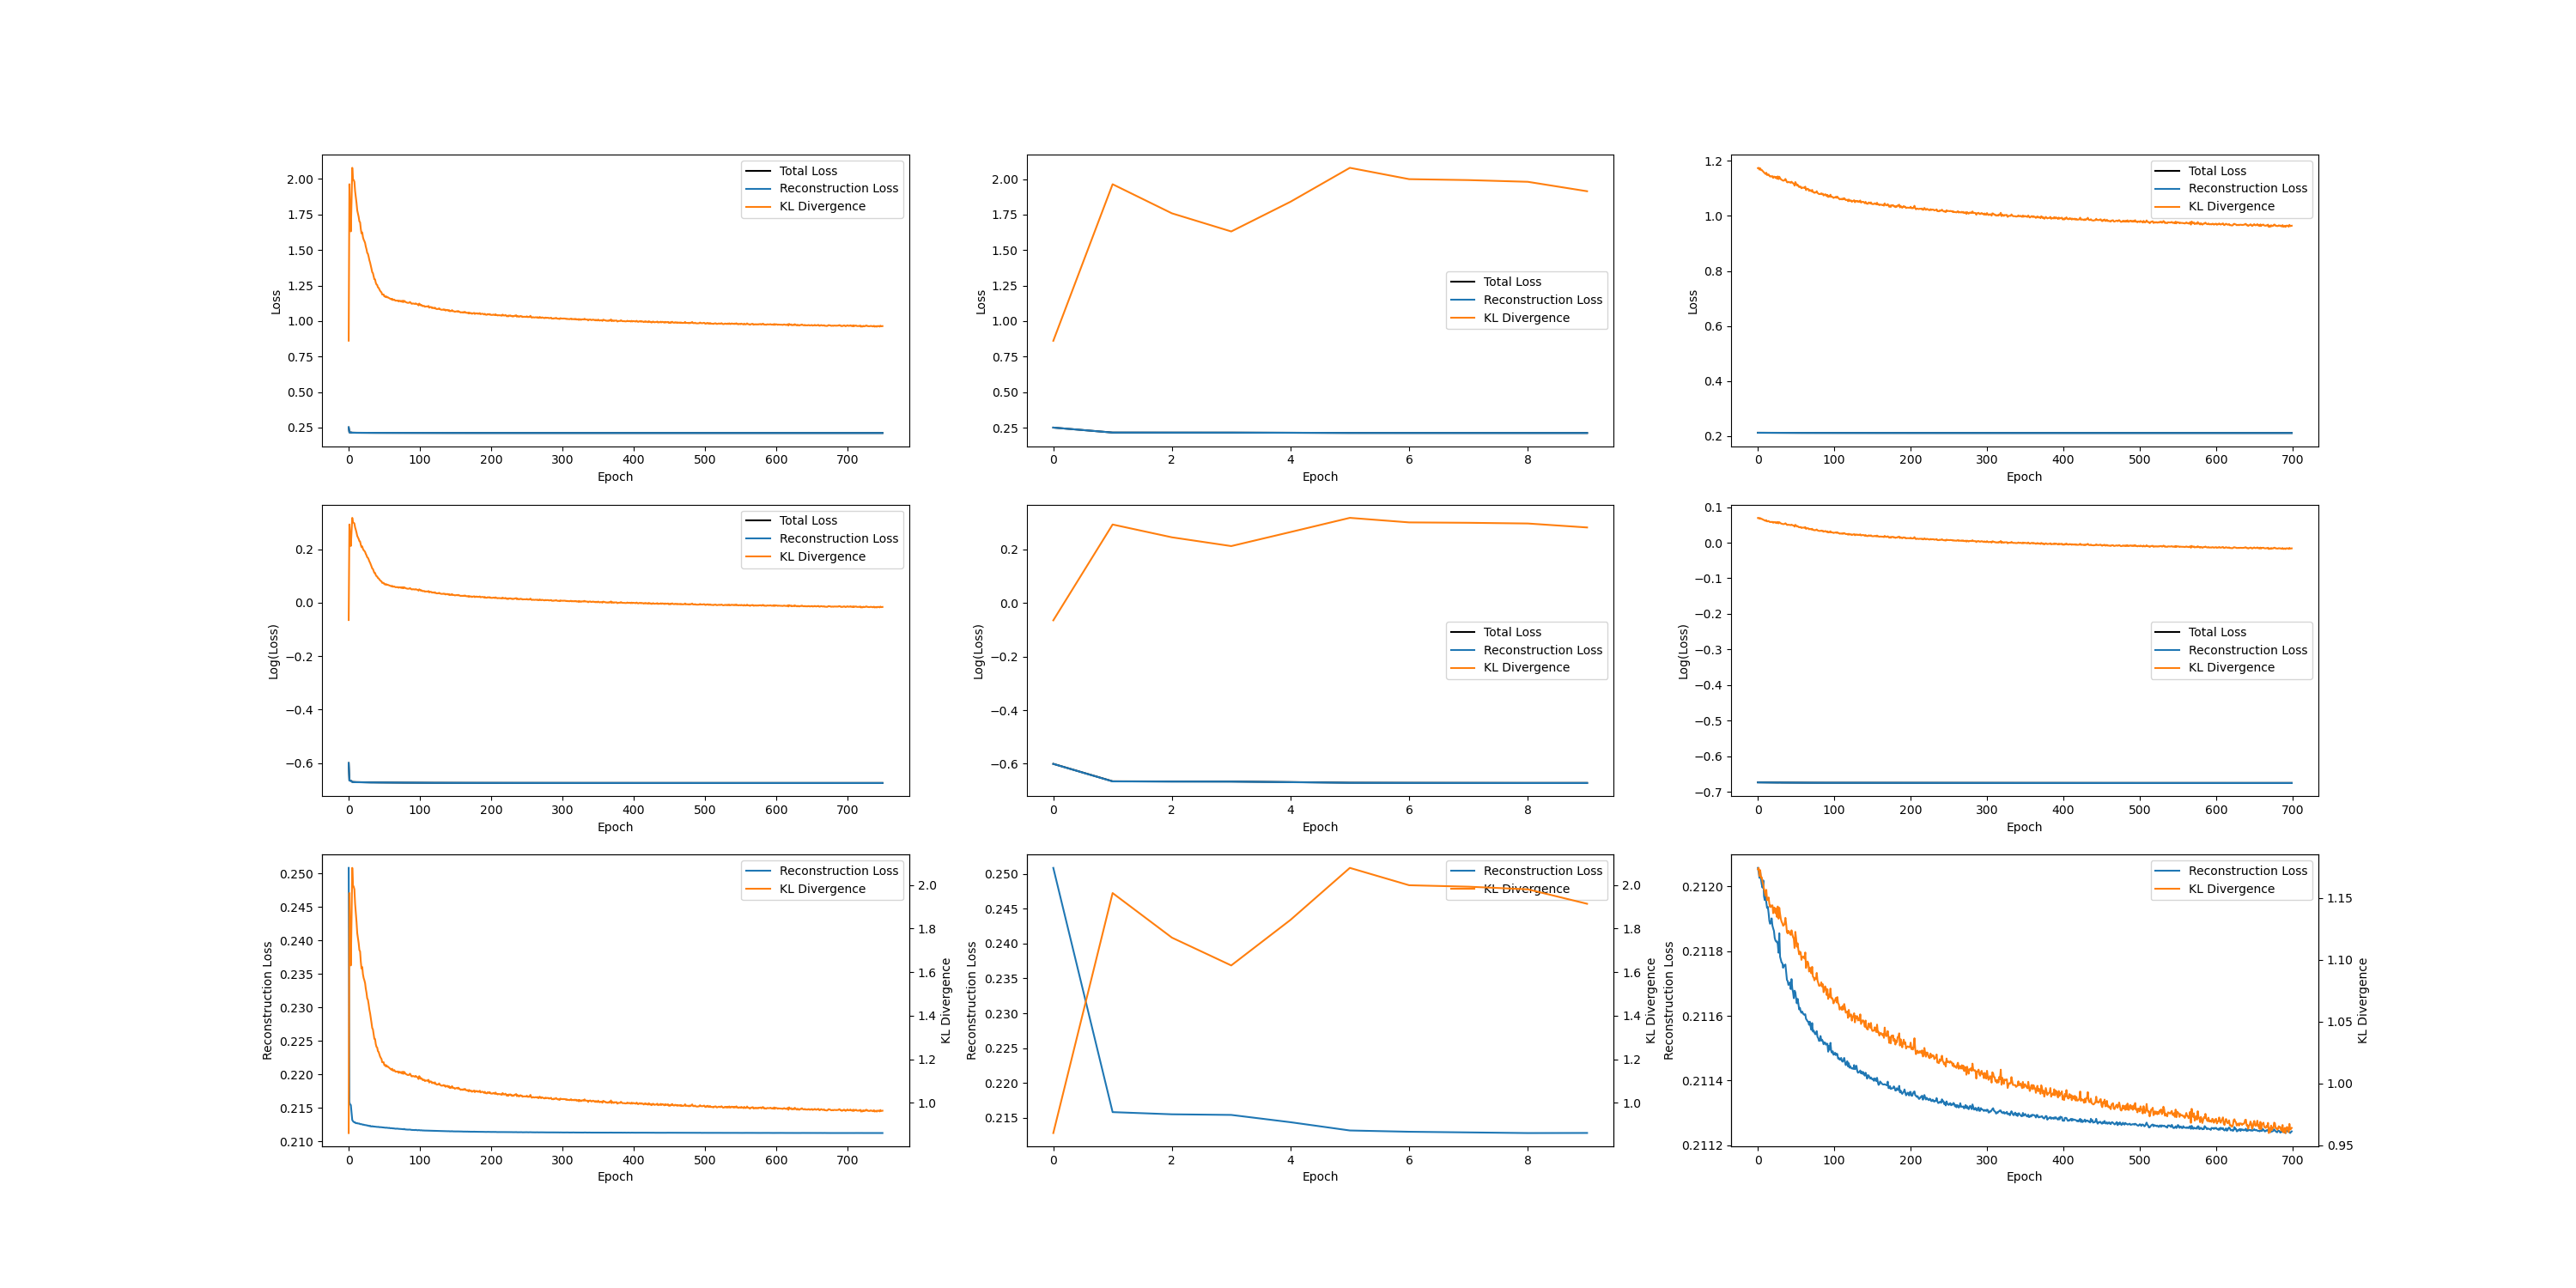 Loss
2.00
1.75
1.50
1.25
1.00
0.75
0.50
0.25
0 100 200 300 400 500 600 700
Epoch
Total Loss
Reconstruction Loss
KL Divergence
Loss
2.00
1.75
1.50
1.25
1.00
0.75
0.50
0.25
0 2 4 6 8
Epoch
Total Loss
Reconstruction Loss
KL Divergence
Loss
1.2
1.0
0.8
0.6
0.4
0.2
0 100 200 300 400 500 600 700
Epoch
Total Loss
Reconstruction Loss
KL Divergence
Log(Loss)
0.2
0.0
−0.2
−0.4
−0.6
0 100 200 300 400 500 600 700
Epoch
Total Loss
Reconstruction Loss
KL Divergence
Log(Loss)
0.2
0.0
−0.2
−0.4
−0.6
0 2 4 6 8
Epoch
Total Loss
Reconstruction Loss
KL Divergence
Log(Loss)
0.1
0.0
−0.1
−0.2
−0.3
−0.4
−0.5
−0.6
−0.7
0 100 200 300 400 500 600 700
Epoch
Total Loss
Reconstruction Loss
KL Divergence
Reconstruction Loss
0.250
0.245
0.240
0.235
0.230
0.225
0.220
0.215
0.210
0 100 200 300 400 500 600 700
Epoch
Reconstruction Loss
KL Divergence
2.0
1.8
1.6
1.4
1.2
1.0
KL Divergence
Reconstruction Loss
0.250
0.245
0.240
0.235
0.230
0.225
0.220
0.215
0 2 4 6 8
Epoch
Reconstruction Loss
KL Divergence
2.0
1.8
1.6
1.4
1.2
1.0
KL Divergence
Reconstruction Loss
0.2120
0.2118
0.2116
0.2114
0.2112
0 100 200 300 400 500 600 700
Epoch
Reconstruction Loss
KL Divergence
1.15
1.10
1.05
1.00
0.95
KL Divergence